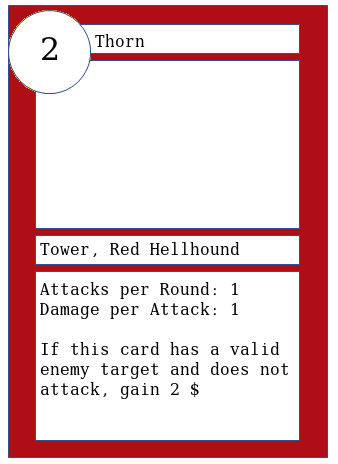 2
Thorn
Tower, Red Hellhound
Attacks per Round: 1
Damage per Attack: 1
If this card has a valid
enemy target and does not
attack, gain 2 $